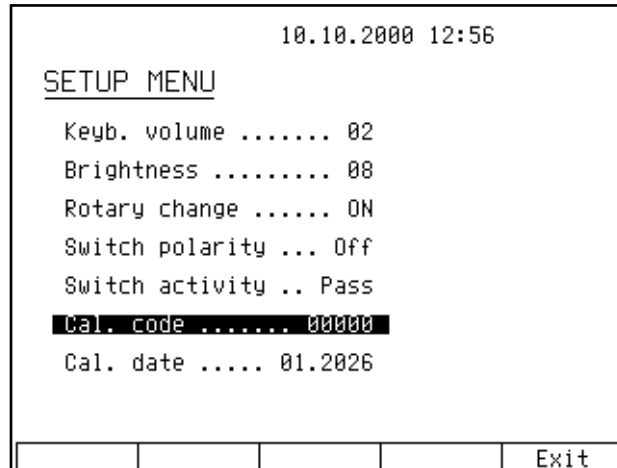 10.10.2000 12:56
SETUP MENU
Keyb. volume ....... 02
Brightness ......... 08
Rotary change ...... ON
Switch polarity ... Off
Switch activity .. Pass
Cal. code ....... 00000
Cal. date ..... 01.2026
Exit